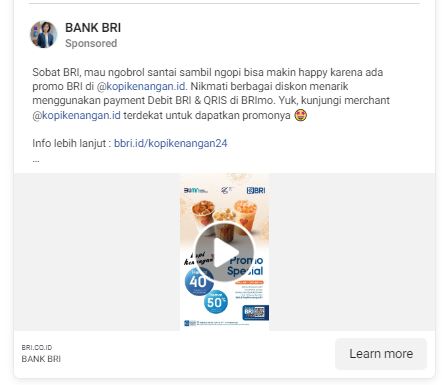 BANK BRI
Sponsored
Sobat BRI, mau ngobrol santai sambil ngopi bisa makin happy karena ada
promo BRI di @kopikenangan.id. Nikmati berbagai diskon menarik
menggunakan payment Debit BRI & QRIS di BRImo. Yuk, kunjungi merchant
@kopikenangan.id terdekat untuk dapatkan promonya 🤩
Info lebih lanjut : bbri.id/kopikenangan24
...
BUMN
BRI
kopi
kenangan
Promo
Spesial
40%
50%
BRI.CO.ID
BANK BRI
Learn more